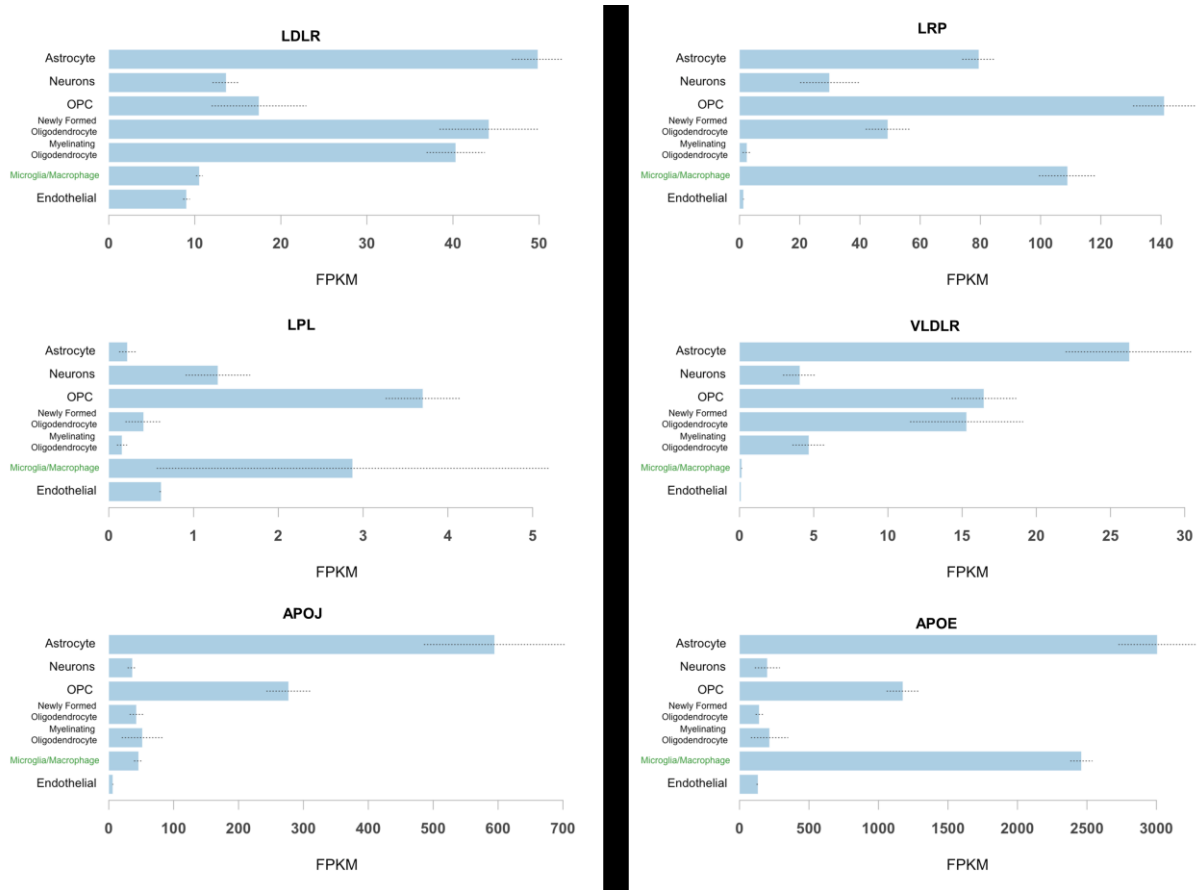 LDLR
Astrocyte
Neurons
OPC
Newly Formed
Oligodendrocyte
Myelinating
Oligodendrocyte
Microglia/Macrophage
Endothelial
0 10 20 30 40 50
FPKM
LPL
Astrocyte
Neurons
OPC
Newly Formed
Oligodendrocyte
Myelinating
Oligodendrocyte
Microglia/Macrophage
Endothelial
0 1 2 3 4 5
FPKM
APOJ
Astrocyte
Neurons
OPC
Newly Formed
Oligodendrocyte
Myelinating
Oligodendrocyte
Microglia/Macrophage
Endothelial
0 100 200 300 400 500 600 700
FPKM
LRP
Astrocyte
Neurons
OPC
Newly Formed
Oligodendrocyte
Myelinating
Oligodendrocyte
Microglia/Macrophage
Endothelial
0 20 40 60 80 100 120 140
FPKM
VLDLR
Astrocyte
Neurons
OPC
Newly Formed
Oligodendrocyte
Myelinating
Oligodendrocyte
Microglia/Macrophage
Endothelial
0 5 10 15 20 25 30
FPKM
APOE
Astrocyte
Neurons
OPC
Newly Formed
Oligodendrocyte
Myelinating
Oligodendrocyte
Microglia/Macrophage
Endothelial
0 500 1000 1500 2000 2500 3000
FPKM